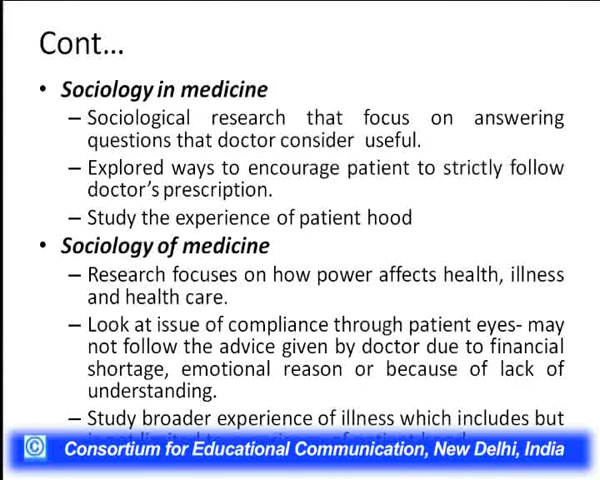 Cont...
• Sociology in medicine
– Sociological research that focus on answering
questions that doctor consider useful.
– Explored ways to encourage patient to strictly follow
doctor's prescription.
– Study the experience of patient hood
• Sociology of medicine
– Research focuses on how power affects health, illness
and health care.
– Look at issue of compliance through patient eyes- may
not follow the advice given by doctor due to financial
shortage, emotional reason or because of lack of
understanding.
– Study broader experience of illness which includes but
© Consortium for Educational Communication, New Delhi, India